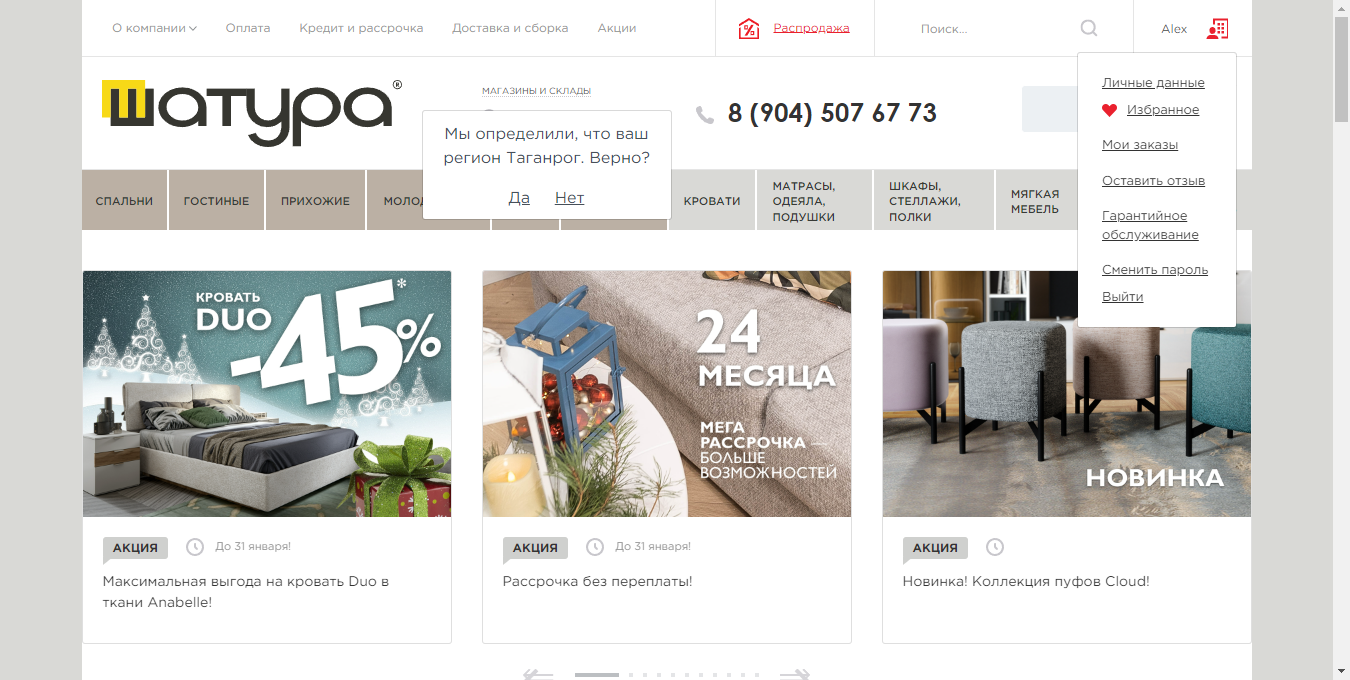 О компании
Оплата
Кредит и рассрочка
Доставка и сборка
Акции
Распродажа
Поиск...
Alex
Личные данные
Избранное
Мои заказы
Оставить отзыв
Гарантийное
обслуживание
Сменить пароль
Выйти
шатура®
МАГАЗИНЫ И СКЛАДЫ
8 (904) 507 67 73
Мы определили, что ваш
регион Таганрог. Верно?
Да
Нет
СПАЛЬНИ
ГОСТИНЫЕ
ПРИХОЖИЕ
КРОВАТИ
МАТРАСЫ,
ОДЕЯЛА,
ПОДУШКИ
ШКАФЫ,
СТЕЛЛАЖИ,
ПОЛКИ
МЯГКАЯ
МЕБЕЛЬ
КРОВАТЬ
DUO
-45%*
АКЦИЯ
До 31 января!
Максимальная выгода на кровать Duo в
ткани Anabelle!
24
МЕСЯЦА
МЕГА
РАССРОЧКА —
БОЛЬШЕ
ВОЗМОЖНОСТЕЙ
АКЦИЯ
До 31 января!
Рассрочка без переплаты!
НОВИНКА
АКЦИЯ
Новинка! Коллекция пуфов Cloud!